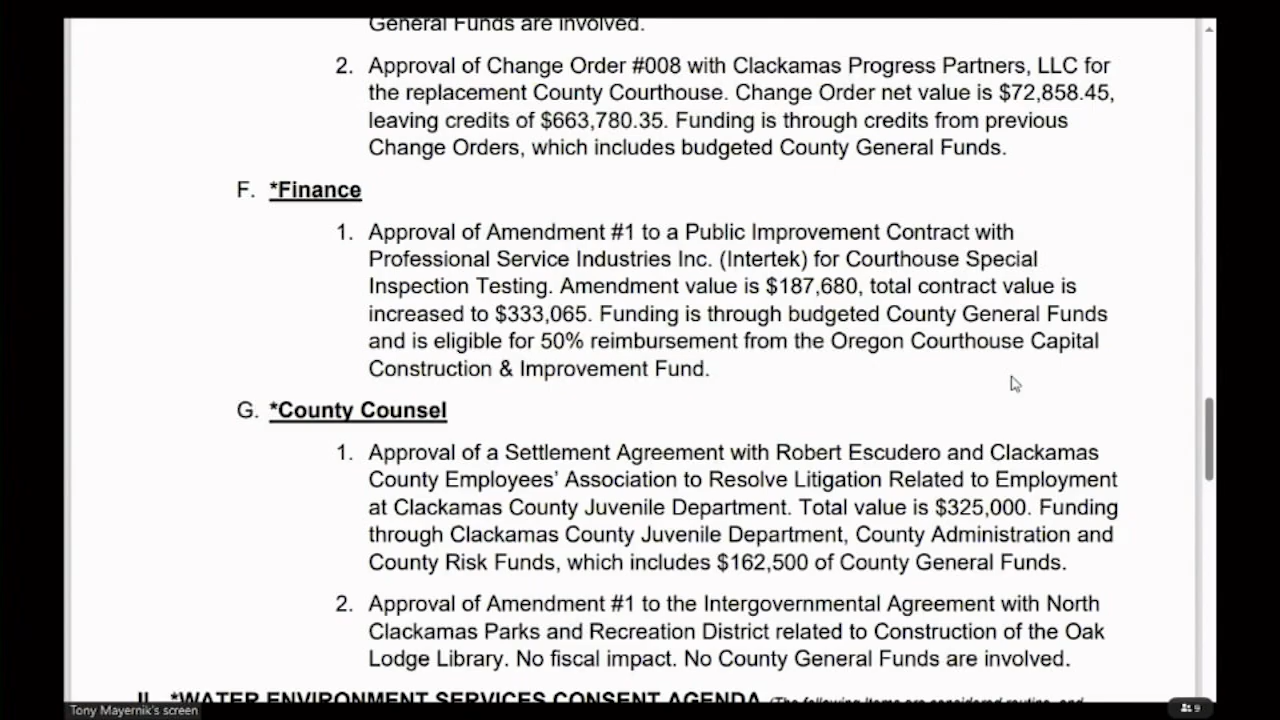 General Funds are involved.
2. Approval of Change Order #008 with Clackamas Progress Partners, LLC for
the replacement County Courthouse. Change Order net value is $72,858.45,
leaving credits of $663,780.35. Funding is through credits from previous
Change Orders, which includes budgeted County General Funds.
F. *Finance
1. Approval of Amendment #1 to a Public Improvement Contract with
Professional Service Industries Inc. (Intertek) for Courthouse Special
Inspection Testing. Amendment value is $187,680, total contract value is
increased to $333,065. Funding is through budgeted County General Funds
and is eligible for 50% reimbursement from the Oregon Courthouse Capital
Construction & Improvement Fund.
G. *County Counsel
1. Approval of a Settlement Agreement with Robert Escudero and Clackamas
County Employees' Association to Resolve Litigation Related to Employment
at Clackamas County Juvenile Department. Total value is $325,000. Funding
through Clackamas County Juvenile Department, County Administration and
County Risk Funds, which includes $162,500 of County General Funds.
2. Approval of Amendment #1 to the Intergovernmental Agreement with North
Clackamas Parks and Recreation District related to Construction of the Oak
Lodge Library. No fiscal impact. No County General Funds are involved.
II. *WATER ENVIRONMENT SERVICES CONSENT AGENDA (The following items are considered routine, and
Tony Mayernik's screen
9